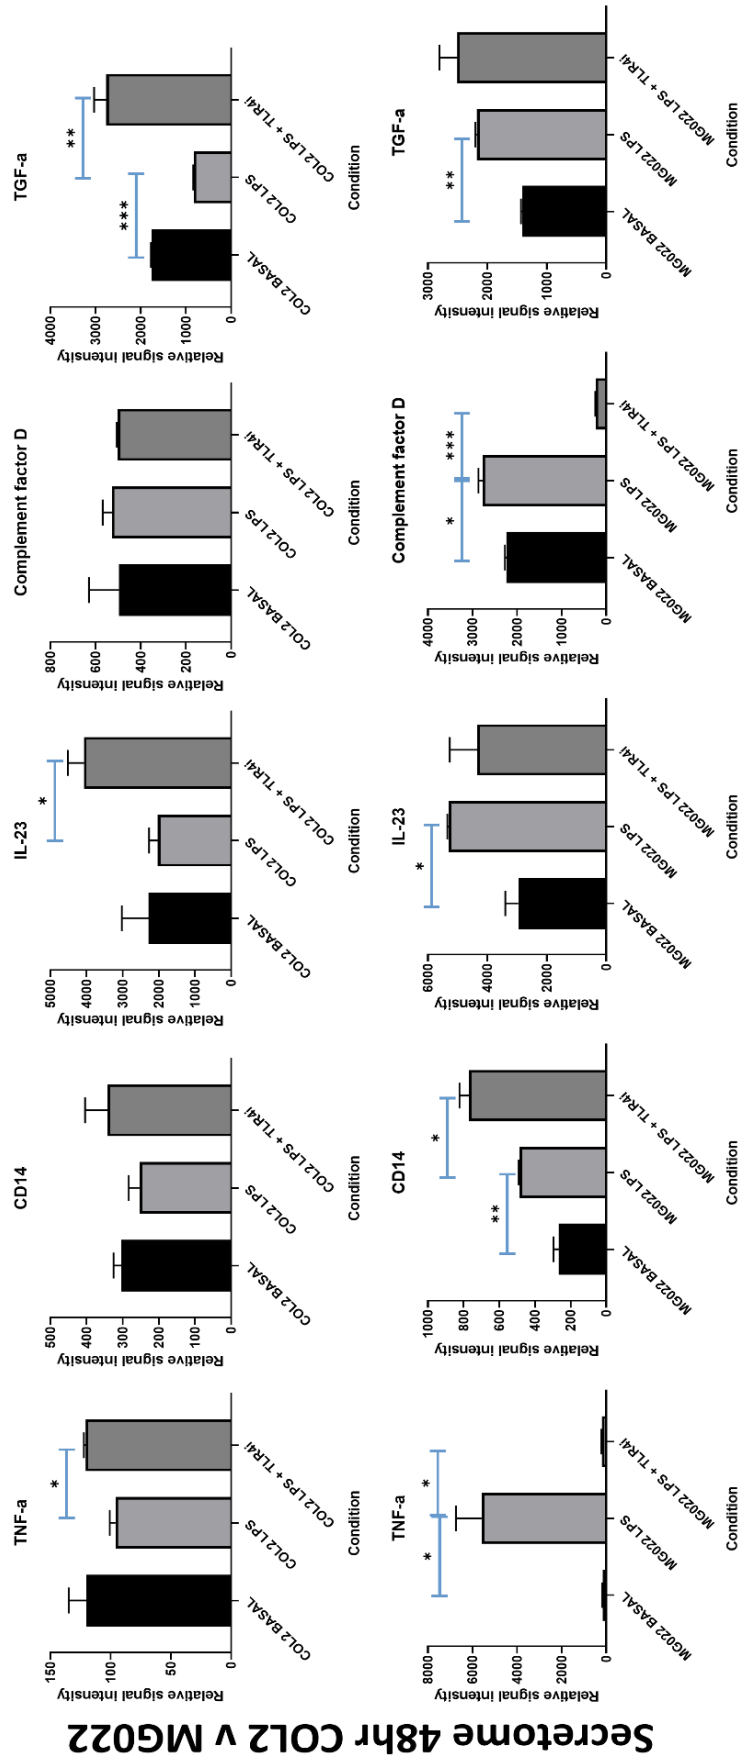 Secretome 48hr COL2 v MG022
TNF-a
Relative signal intensity
150
100
50
0
COL2 BASAL
COL2 LPS
COL2 LPS + TLR4i
Condition
*
CD14
Relative signal intensity
500
400
300
200
100
0
COL2 BASAL
COL2 LPS
COL2 LPS + TLR4i
Condition
IL-23
Relative signal intensity
5000
4000
3000
2000
1000
0
COL2 BASAL
COL2 LPS
COL2 LPS + TLR4i
Condition
*
Complement factor D
Relative signal intensity
800
600
400
200
0
COL2 BASAL
COL2 LPS
COL2 LPS + TLR4i
Condition
TGF-a
Relative signal intensity
4000
3000
2000
1000
0
COL2 BASAL
COL2 LPS
COL2 LPS + TLR4i
Condition
***
**
TNF-a
Relative signal intensity
8000
6000
4000
2000
0
MG022 BASAL
MG022 LPS
MG022 LPS + TLR4i
Condition
*
*
CD14
Relative signal intensity
1000
800
600
400
200
0
MG022 BASAL
MG022 LPS
MG022 LPS + TLR4i
Condition
**
*
IL-23
Relative signal intensity
6000
4000
2000
0
MG022 BASAL
MG022 LPS
MG022 LPS + TLR4i
Condition
*
Complement factor D
Relative signal intensity
4000
3000
2000
1000
0
MG022 BASAL
MG022 LPS
MG022 LPS + TLR4i
Condition
*
***
TGF-a
Relative signal intensity
3000
2000
1000
0
MG022 BASAL
MG022 LPS
MG022 LPS + TLR4i
Condition
**